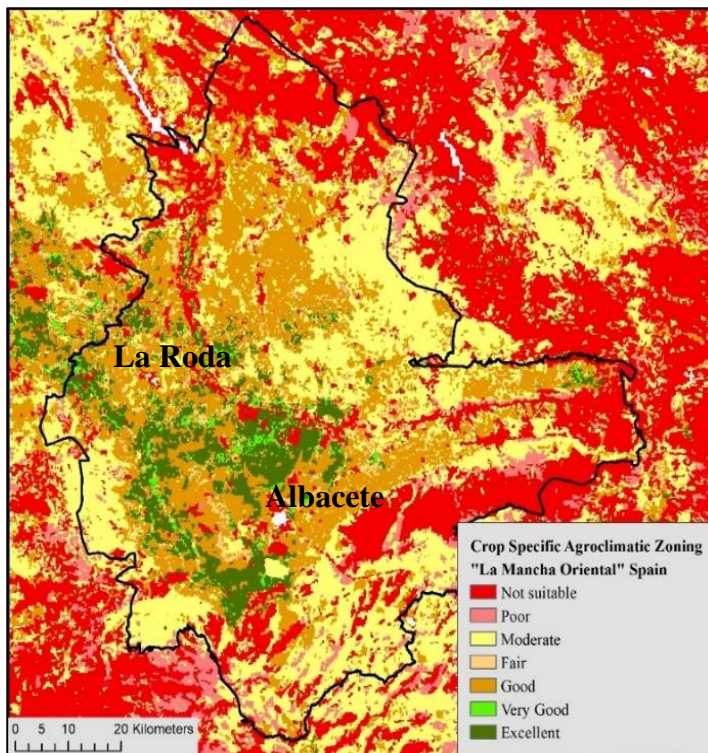 La Roda
Albacete
Crop Specific Agroclimatic Zoning
"La Mancha Oriental" Spain
Not suitable
Poor
Moderate
Fair
Good
Very Good
Excellent
0 5 10 20 Kilometers